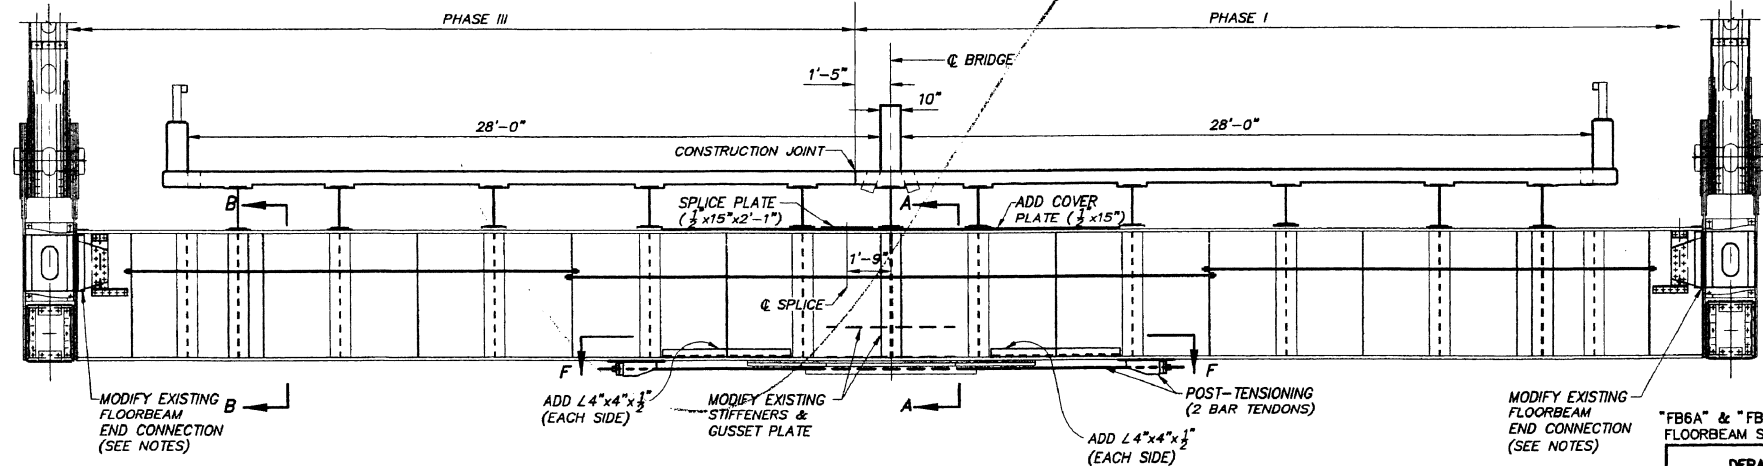 PHASE III
PHASE I
℄ BRIDGE
1'-5"
10"
28'-0"
28'-0"
CONSTRUCTION JOINT
B
SPLICE PLATE
(½"x15"x2'-1")
A
ADD COVER
PLATE (½"x15")
1'-9"
℄ SPLICE
F
F
MODIFY EXISTING
FLOORBEAM
END CONNECTION
(SEE NOTES)
B
ADD ∠4"x4"x½"
(EACH SIDE)
MODIFY EXISTING
STIFFENERS &
GUSSET PLATE
A
POST-TENSIONING
(2 BAR TENDONS)
ADD ∠4"x4"x½"
(EACH SIDE)
MODIFY EXISTING
FLOORBEAM
END CONNECTION
(SEE NOTES)
"FB6A" & "FB
FLOORBEAM S